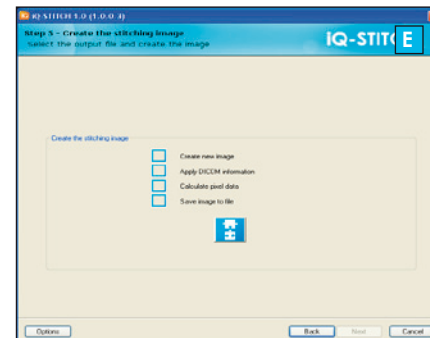 iQ-STITCH 1.0 (1.0.0.3)
Step 5 - Create the stitching image
Select the output file and create the image
iQ-STITC
E
Create the stitching image
Create new image
Apply DICOM information
Calculate pixel data
Save image to file
Options
Back
Next
Cancel